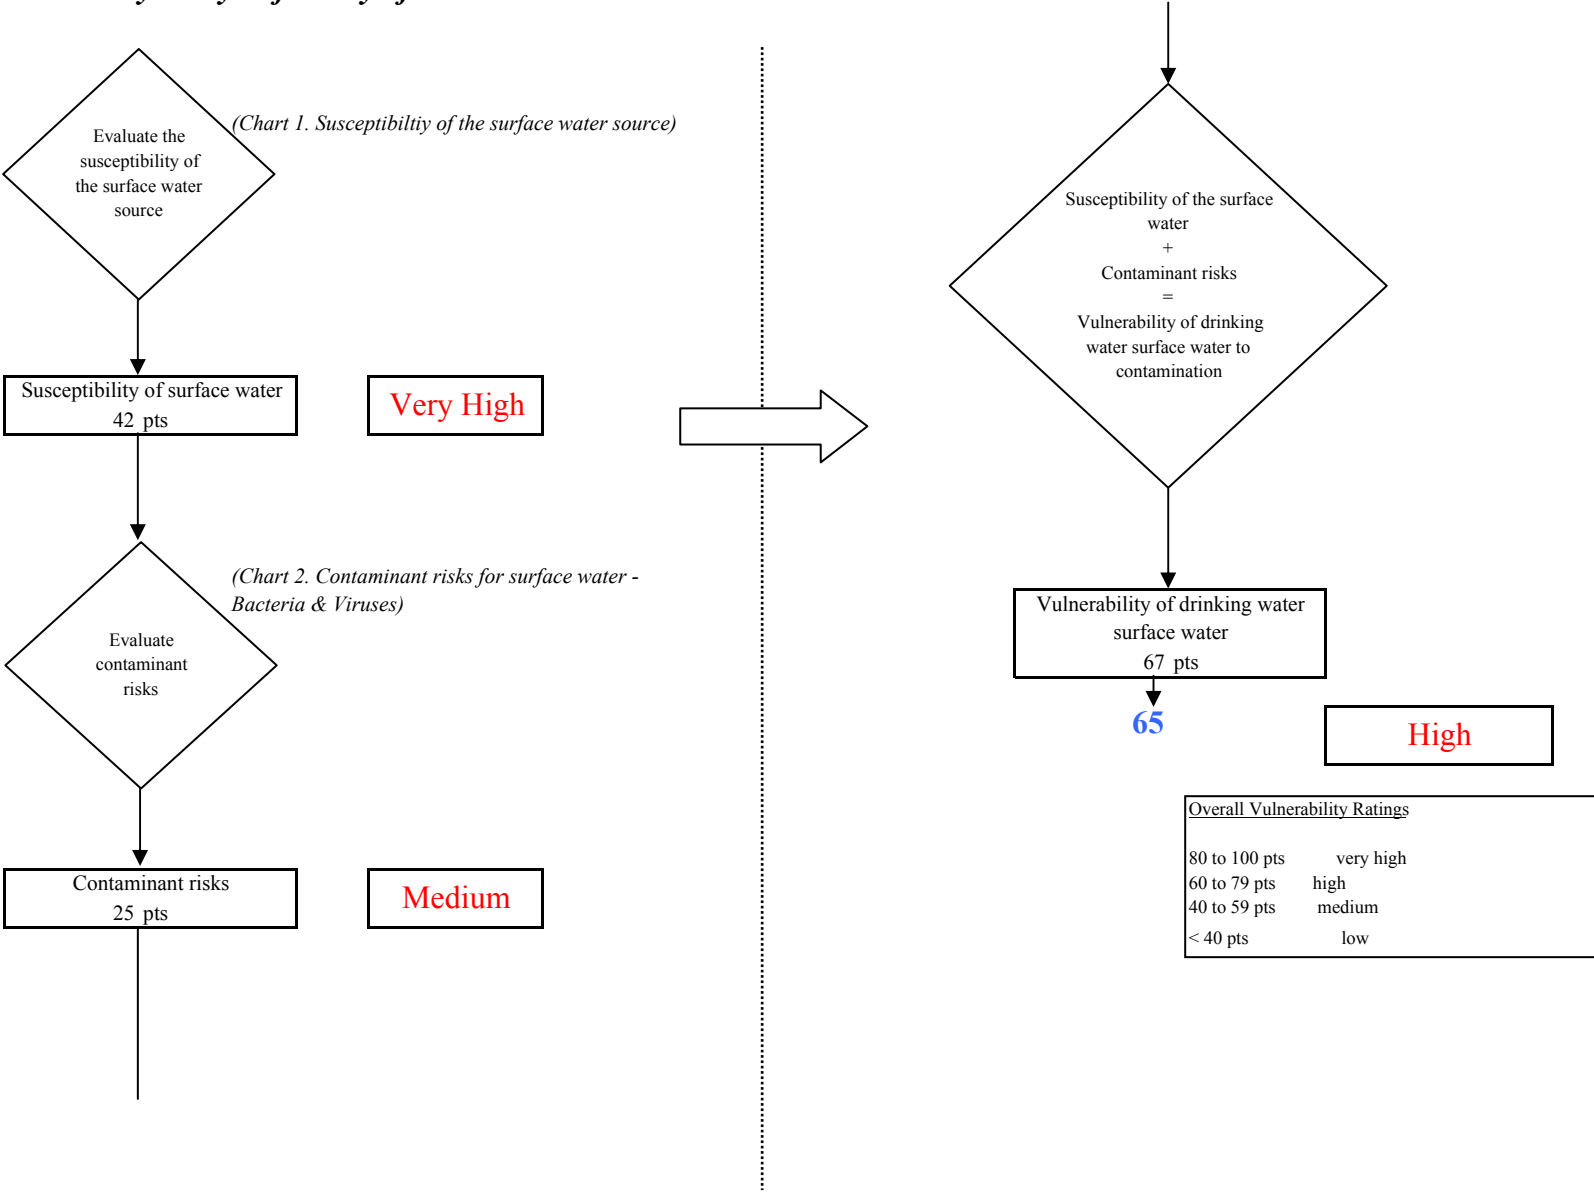 Evaluate the
susceptibility of
the surface water
source
(Chart 1. Susceptibiltiy of the surface water source)
Susceptibility of surface water
42 pts
Very High
(Chart 2. Contaminant risks for surface water -
Bacteria & Viruses)
Evaluate
contaminant
risks
Contaminant risks
25 pts
Medium
Susceptibility of the surface
water
+
Contaminant risks
=
Vulnerability of drinking
water surface water to
contamination
Vulnerability of drinking water
surface water
67 pts
65
High
Overall Vulnerability Ratings
80 to 100 pts very high
60 to 79 pts high
40 to 59 pts medium
< 40 pts low